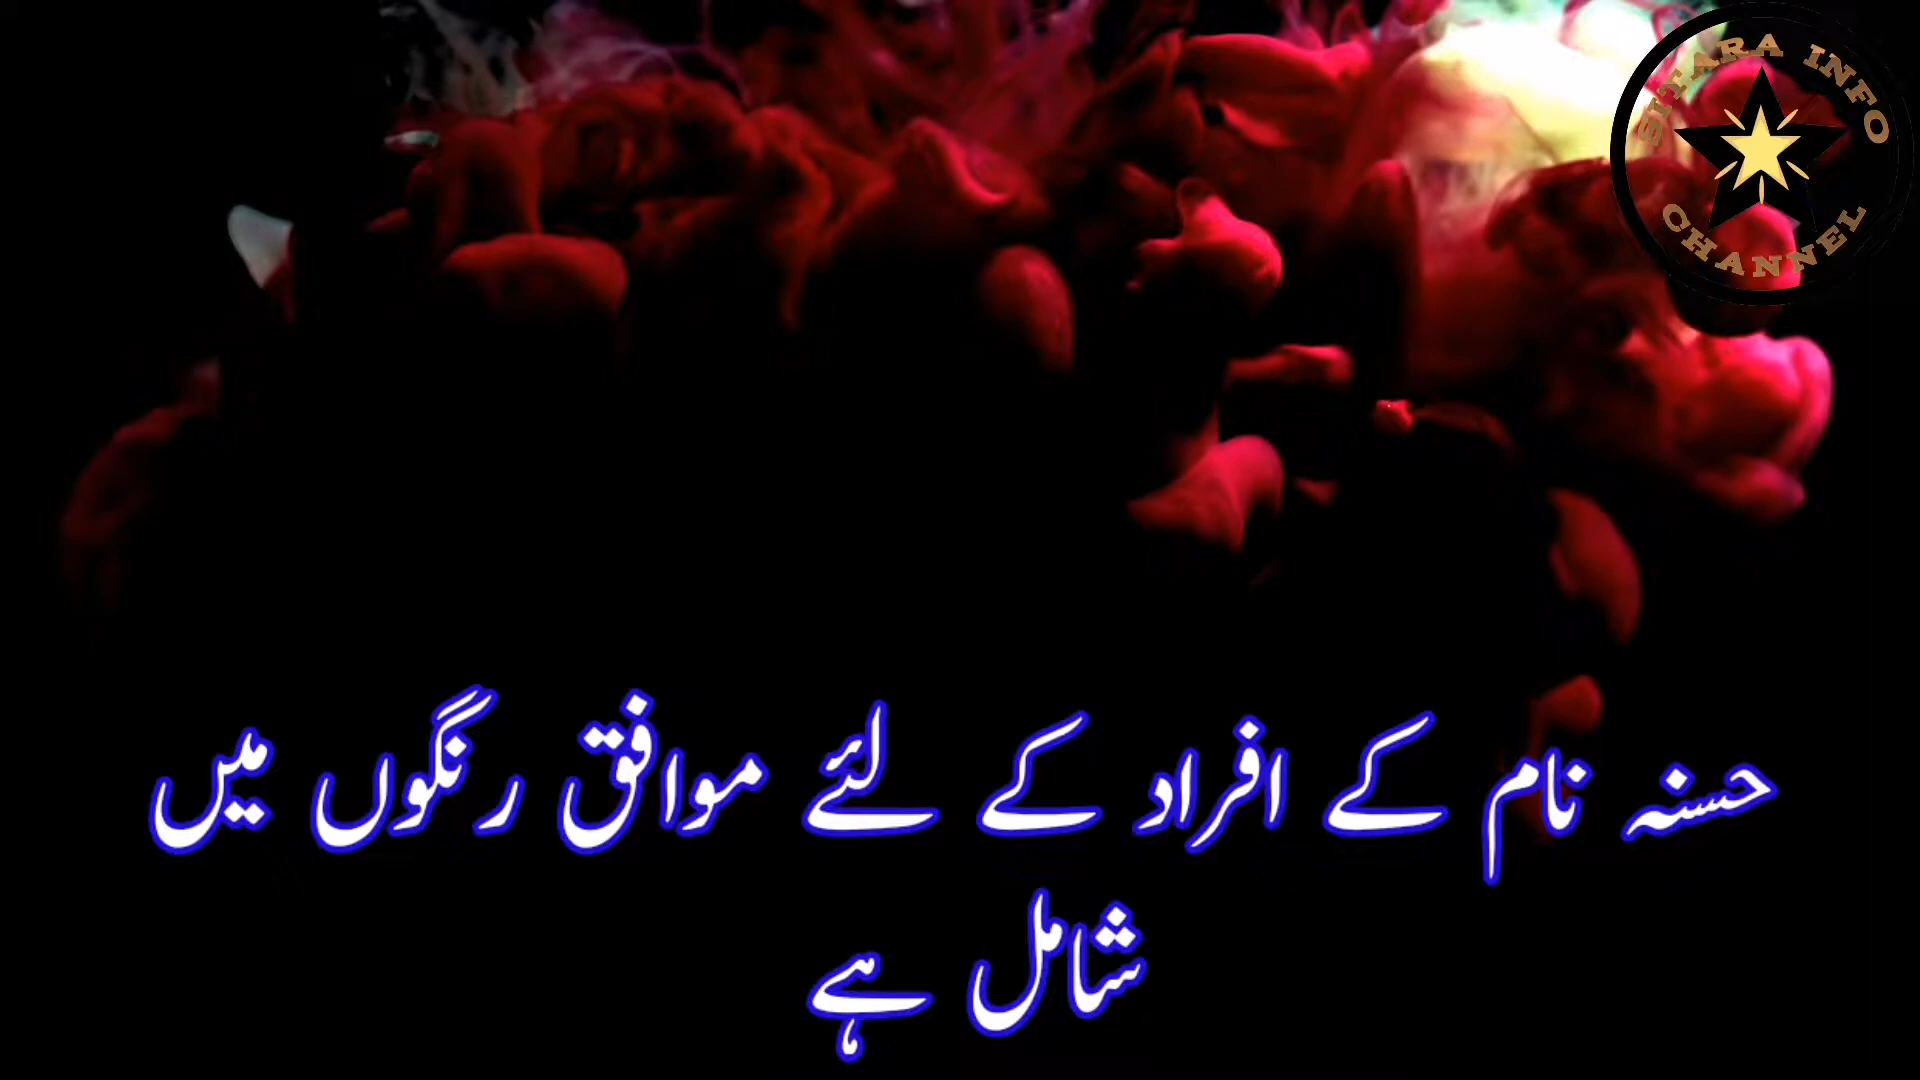 SITARA INFO
CHANNEL
حسنہ نام کے افراد کے لئے موافق رنگوں میں
شامل ہے